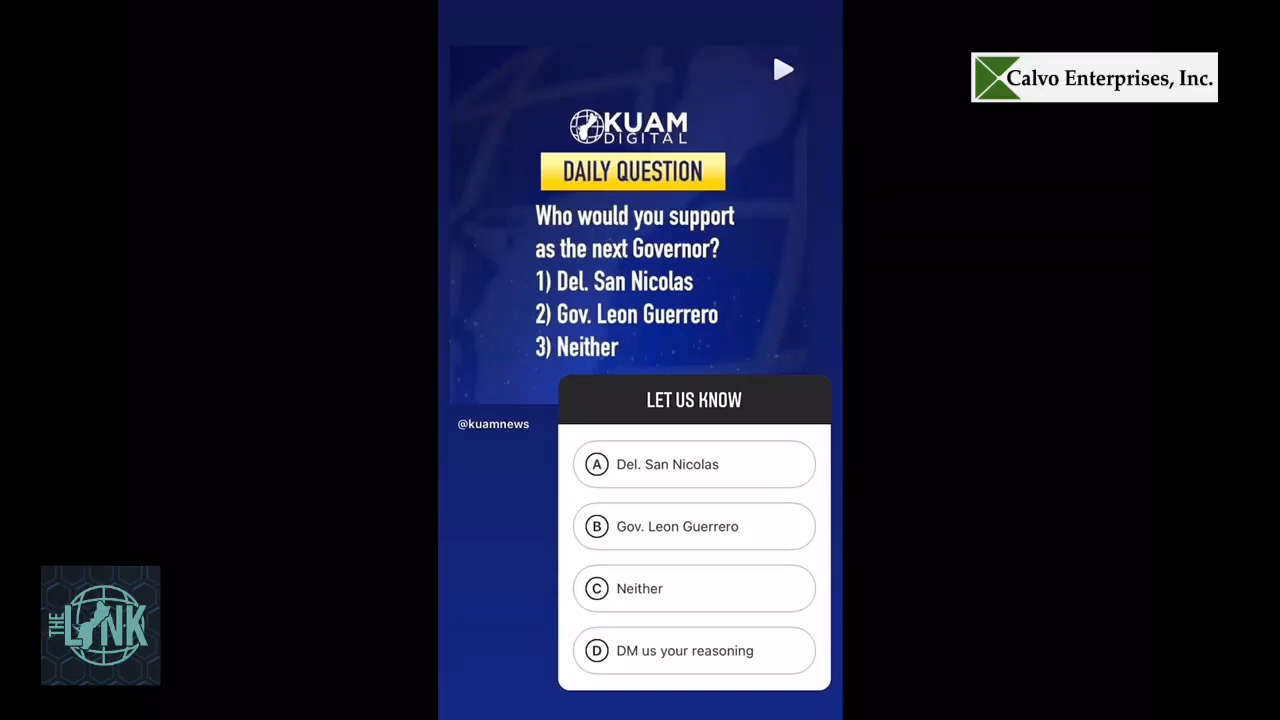 Calvo Enterprises, Inc.
KUAM
DIGITAL
DAILY QUESTION
Who would you support
as the next Governor?
1) Del. San Nicolas
2) Gov. Leon Guerrero
3) Neither
LET US KNOW
@kuamnews
A Del. San Nicolas
B Gov. Leon Guerrero
C Neither
D DM us your reasoning
THE LINK